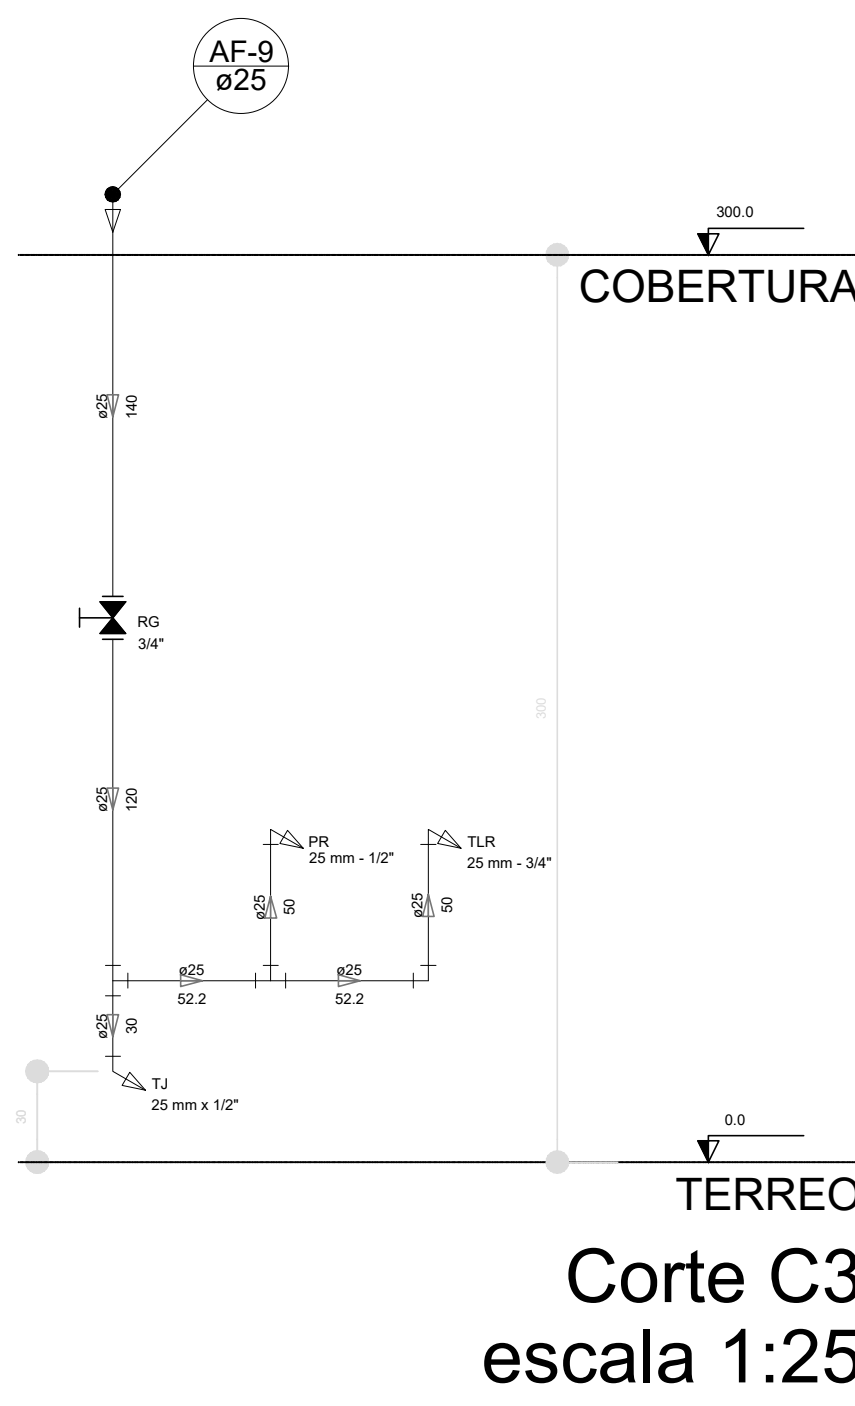 AF-9
ø25
300.0
COBERTURA
ø25
140
RG
3/4"
300
ø25
120
PR
25 mm - 1/2"
TLR
25 mm - 3/4"
ø25
50
ø25
50
ø25
52.2
ø25
52.2
ø25
30
TJ
25 mm x 1/2"
30
0.0
TERREO
Corte C3
escala 1:25